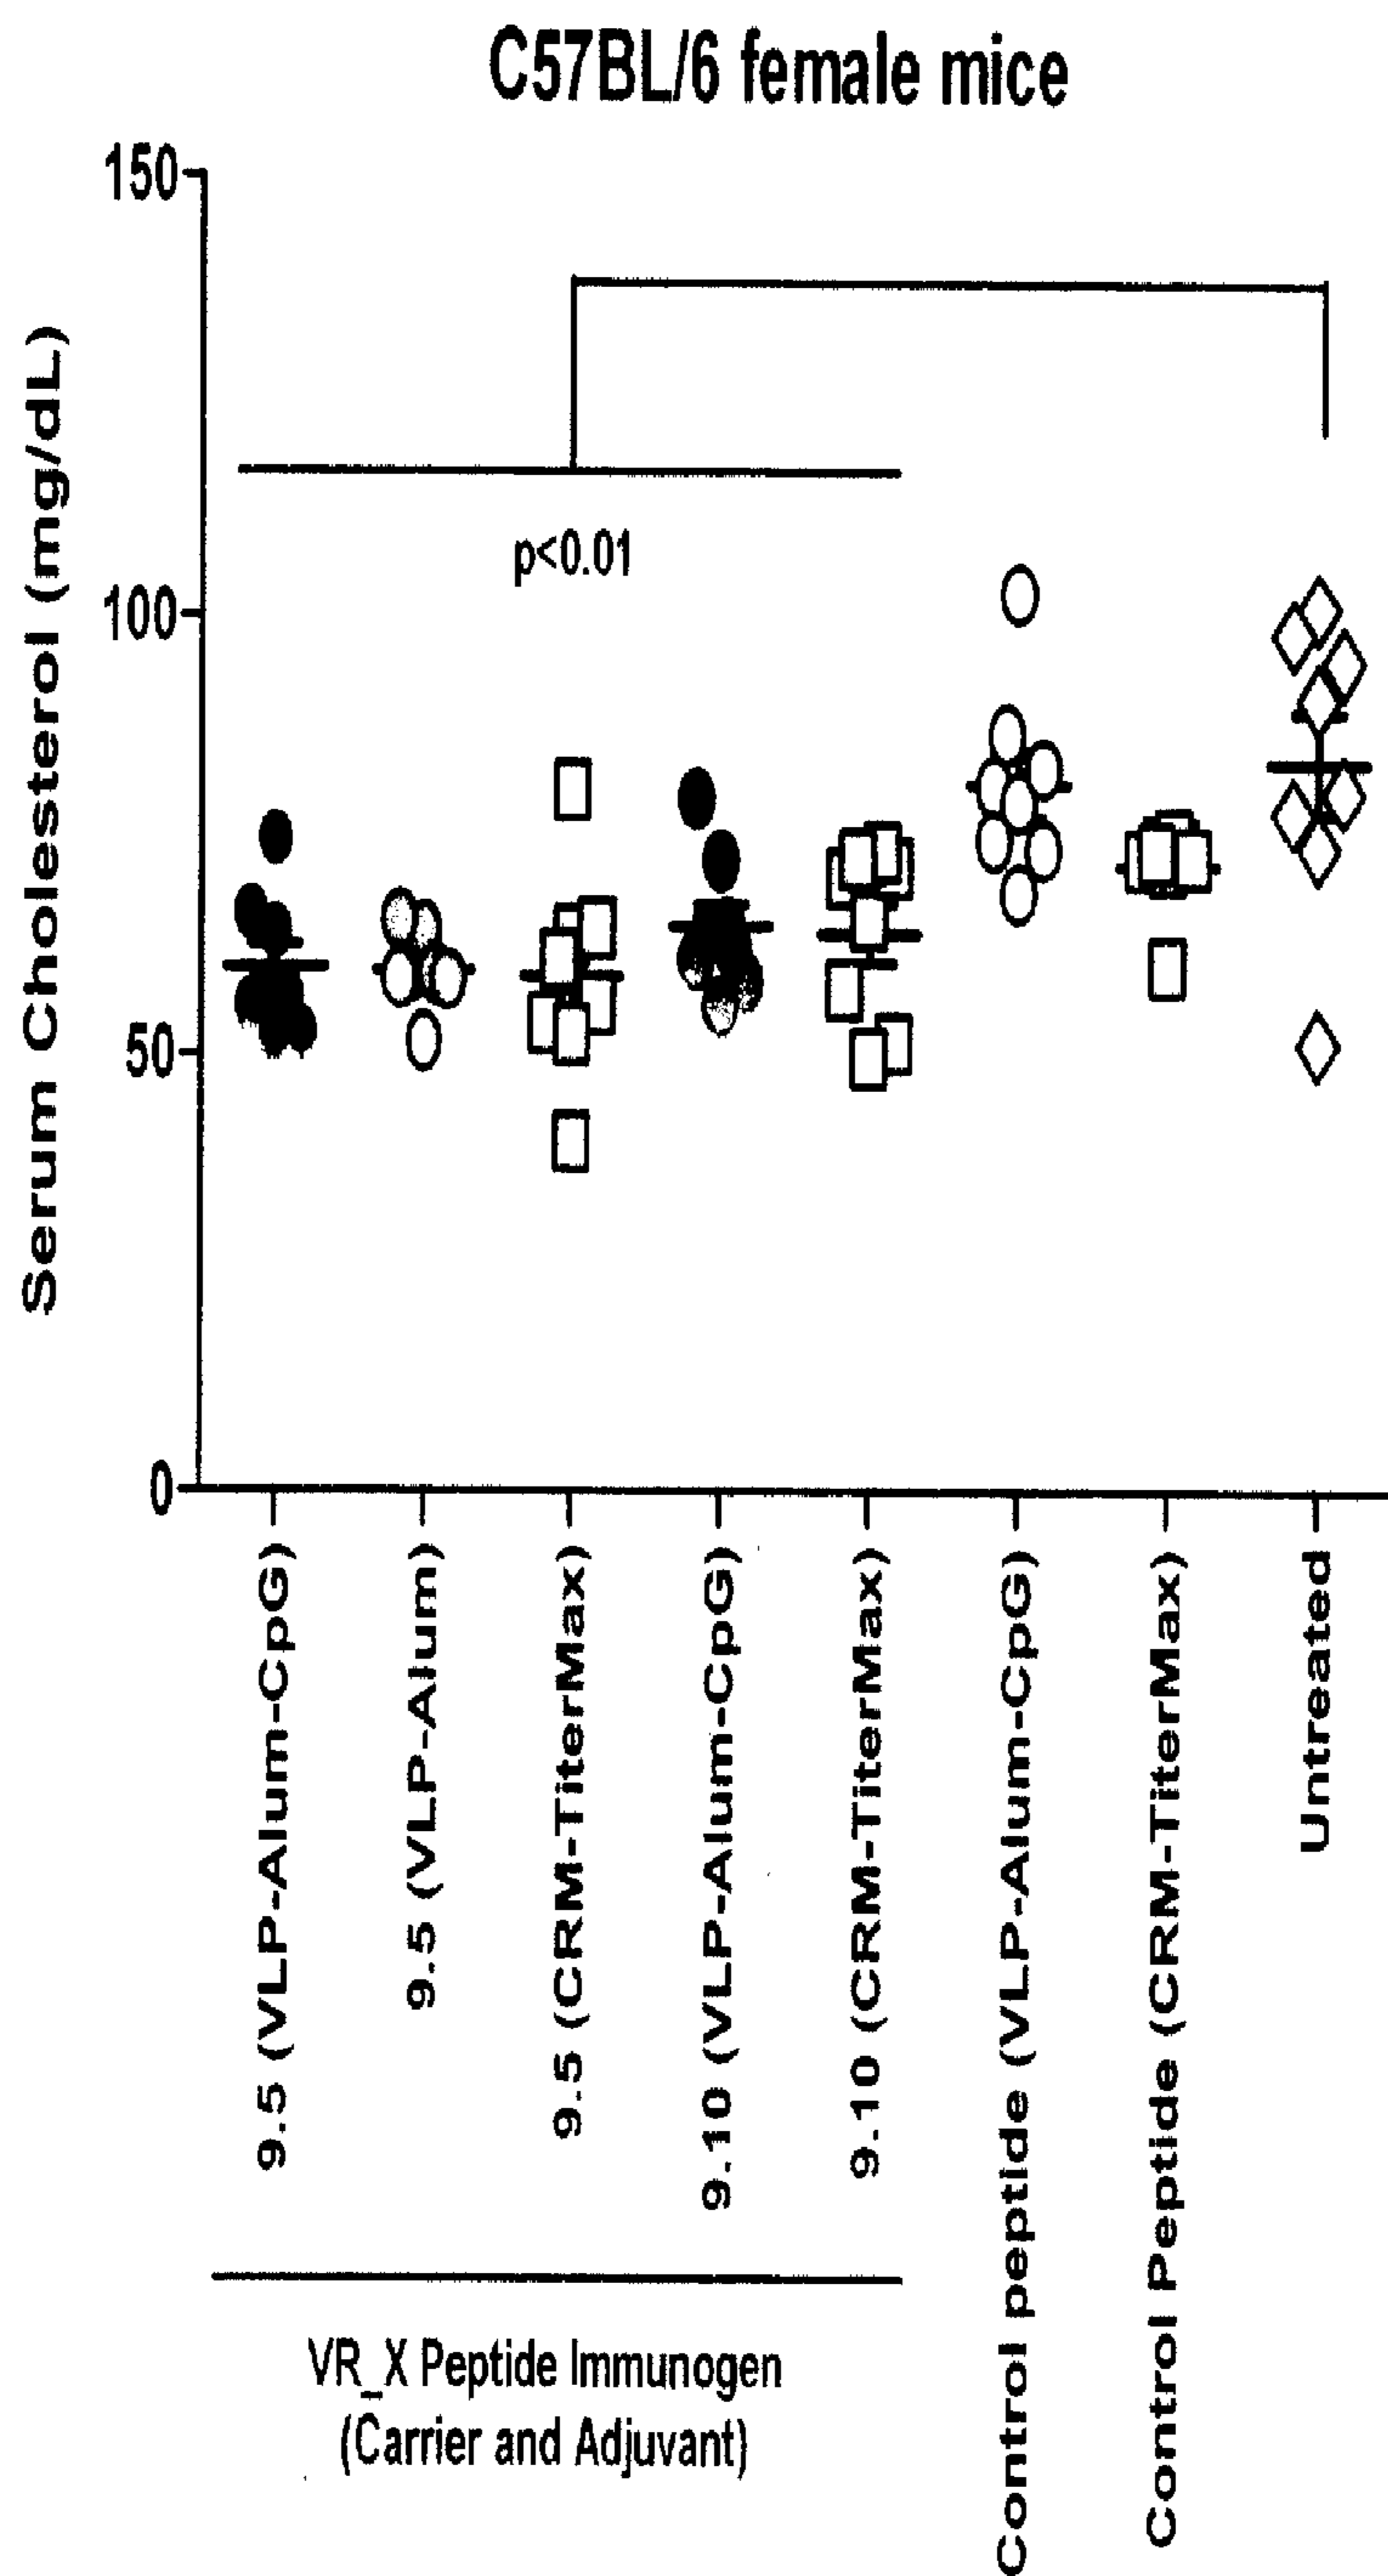 C57BL/6 female mice
Serum Cholesterol (mg/dL)
150
100
50
0
p<0.01
9.5 (VLP-Alum-CpG)
9.5 (VLP-Alum)
9.5 (CRM-TiterMax)
9.10 (VLP-Alum-CpG)
9.10 (CRM-TiterMax)
Control peptide (VLP-Alum-CpG)
Control Peptide (CRM-TiterMax)
Untreated
VR_X Peptide Immunogen
(Carrier and Adjuvant)